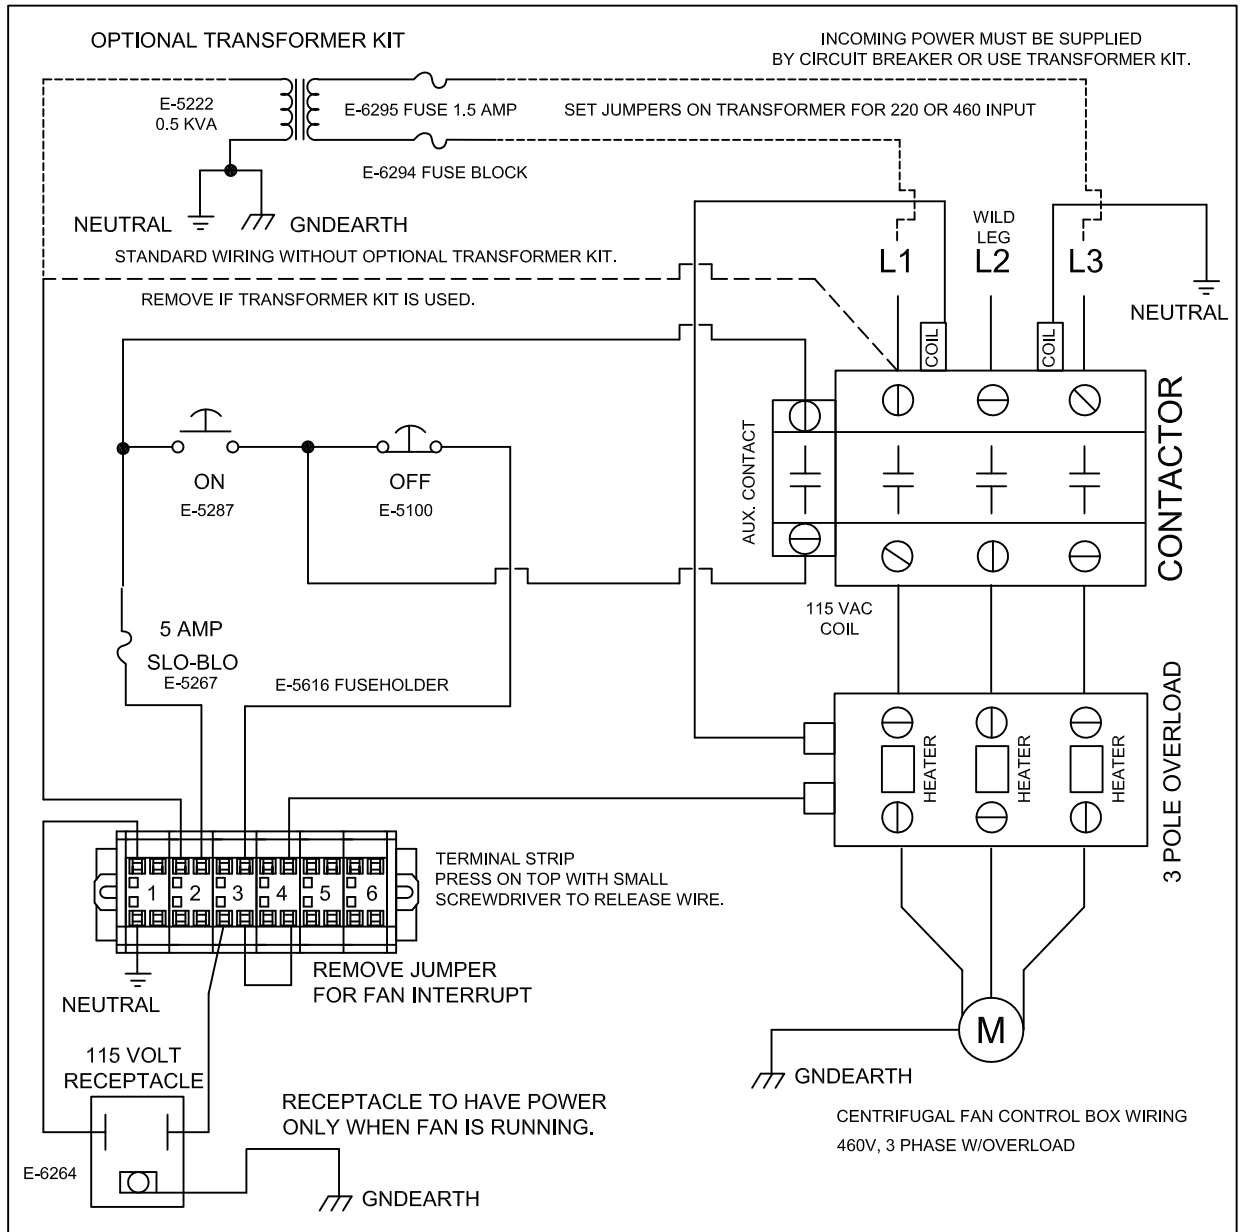 OPTIONAL TRANSFORMER KIT
INCOMING POWER MUST BE SUPPLIED
BY CIRCUIT BREAKER OR USE TRANSFORMER KIT.
E-5222
0.5 KVA
E-6295 FUSE 1.5 AMP
SET JUMPERS ON TRANSFORMER FOR 220 OR 460 INPUT
E-6294 FUSE BLOCK
NEUTRAL
GNDEARTH
STANDARD WIRING WITHOUT OPTIONAL TRANSFORMER KIT.
REMOVE IF TRANSFORMER KIT IS USED.
WILD
LEG
L1
L2
L3
NEUTRAL
COIL
COIL
CONTACTOR
AUX. CONTACT
ON
E-5287
OFF
E-5100
115 VAC
COIL
5 AMP
SLO-BLO
E-5267
E-5616 FUSEHOLDER
3 POLE OVERLOAD
HEATER
HEATER
HEATER
1
2
3
4
5
6
TERMINAL STRIP
PRESS ON TOP WITH SMALL
SCREWDRIVER TO RELEASE WIRE.
NEUTRAL
REMOVE JUMPER
FOR FAN INTERRUPT
M
GNDEARTH
115 VOLT
RECEPTACLE
RECEPTACLE TO HAVE POWER
ONLY WHEN FAN IS RUNNING.
CENTRIFUGAL FAN CONTROL BOX WIRING
460V, 3 PHASE W/OVERLOAD
E-6264
GNDEARTH